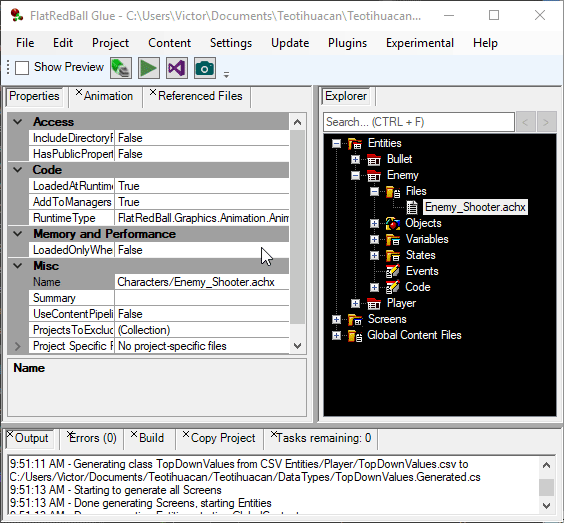 FlatRedBall Glue - C:\Users\Victor\Documents\Teotihuacan\Teotihuacan...
File Edit Project Content Settings Update Plugins Experimental Help
Show Preview
Properties Animation Referenced Files
Access
IncludeDirectoryF False
HasPublicPropert False
Code
LoadedAtRuntime True
AddToManagers True
RuntimeType FlatRedBall.Graphics.Animation.Anim
Memory and Performance
LoadedOnlyWhe False
Misc
Name Characters/Enemy_Shooter.achx
Summary
UseContentPipeli False
ProjectsToExcluc (Collection)
Project Specific F No project-specific files
Name
Explorer
Search... (CTRL + F)
< >
Entities
Bullet
Enemy
Files
Enemy_Shooter.achx
Objects
Variables
States
Events
Code
Player
Screens
Global Content Files
Output Errors (0) Build Copy Project Tasks remaining: 0
9:51:11 AM - Generating class TopDownValues from CSV Entities/Player/TopDownValues.csv to
C:/Users/Victor/Documents/Teotihuacan/Teotihuacan/DataTypes/TopDownValues.Generated.cs
9:51:13 AM - Starting to generate all Screens
9:51:13 AM - Done generating Screens, starting Entities